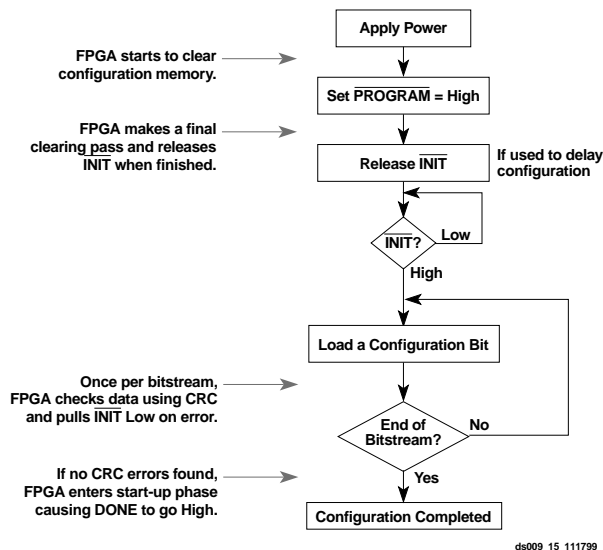 Apply Power
FPGA starts to clear
configuration memory.
Set PROGRAM = High
FPGA makes a final
clearing pass and releases
INIT when finished.
Release INIT
If used to delay
configuration
INIT?
Low
High
Load a Configuration Bit
Once per bitstream,
FPGA checks data using CRC
and pulls INIT Low on error.
End of
Bitstream?
No
Yes
If no CRC errors found,
FPGA enters start-up phase
causing DONE to go High.
Configuration Completed
ds009_15_111799